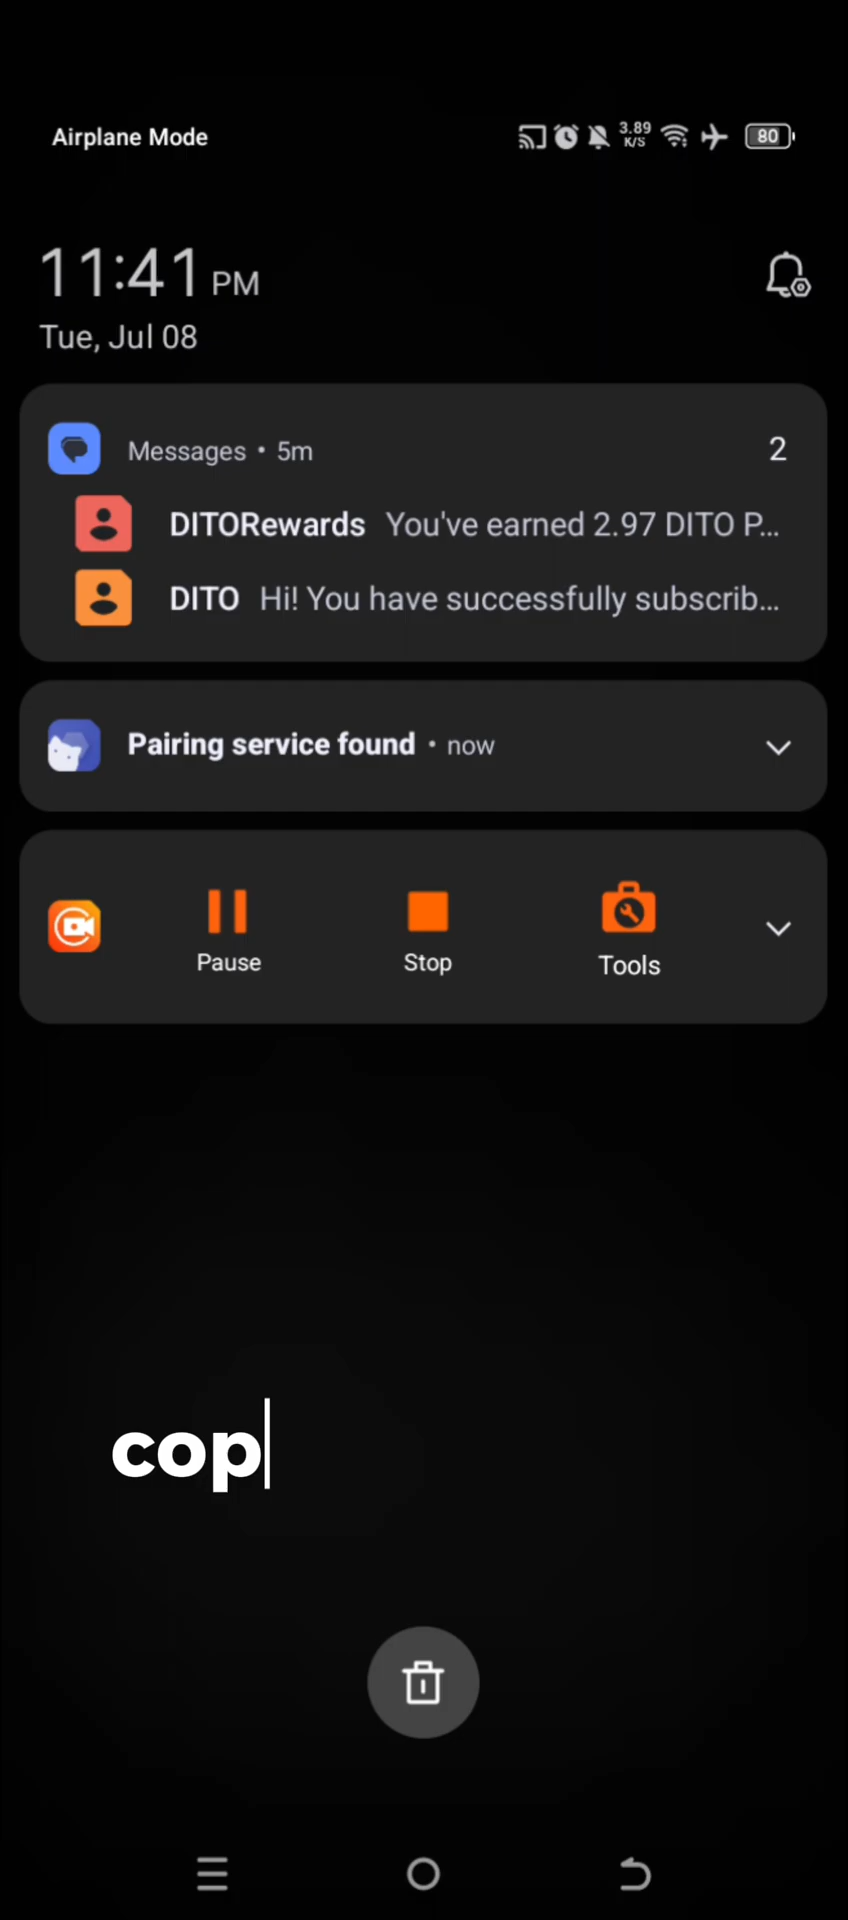 Airplane Mode
3.89
K/S
80
11:41 PM
Tue, Jul 08
Messages • 5m
2
DITORewards You've earned 2.97 DITO P...
DITO Hi! You have successfully subscrib...
Pairing service found • now
Pause
Stop
Tools
cop